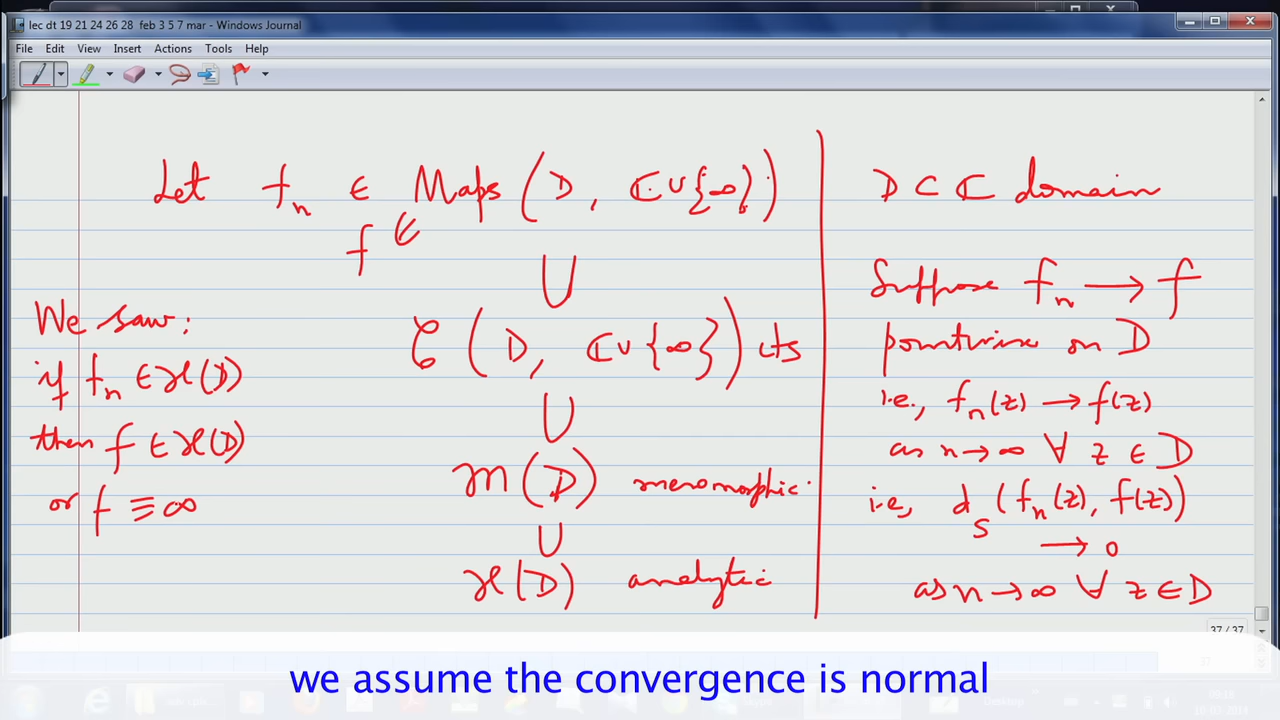 lec dt 19 21 24 26 28 feb 3 5 7 mar - Windows Journal
File Edit View Insert Actions Tools Help
Let fₙ ∈ Maps (D, ℂ∪{∞})
f ∈
∪
𝒞 (D, ℂ∪{∞}) cts
∪
ℳ(D) meromorphic.
∪
ℋ(D) analytic
We saw:
if fₙ ∈ ℋ(D)
then f ∈ ℋ(D)
or f ≡ ∞
D ⊂ ℂ domain
Suppose fₙ → f
pointwise on D
i.e., fₙ(z) → f(z)
as n → ∞ ∀ z ∈ D
i.e, d_S (fₙ(z), f(z))
→ 0
as n → ∞ ∀ z ∈ D
37 / 37
we assume the convergence is normal